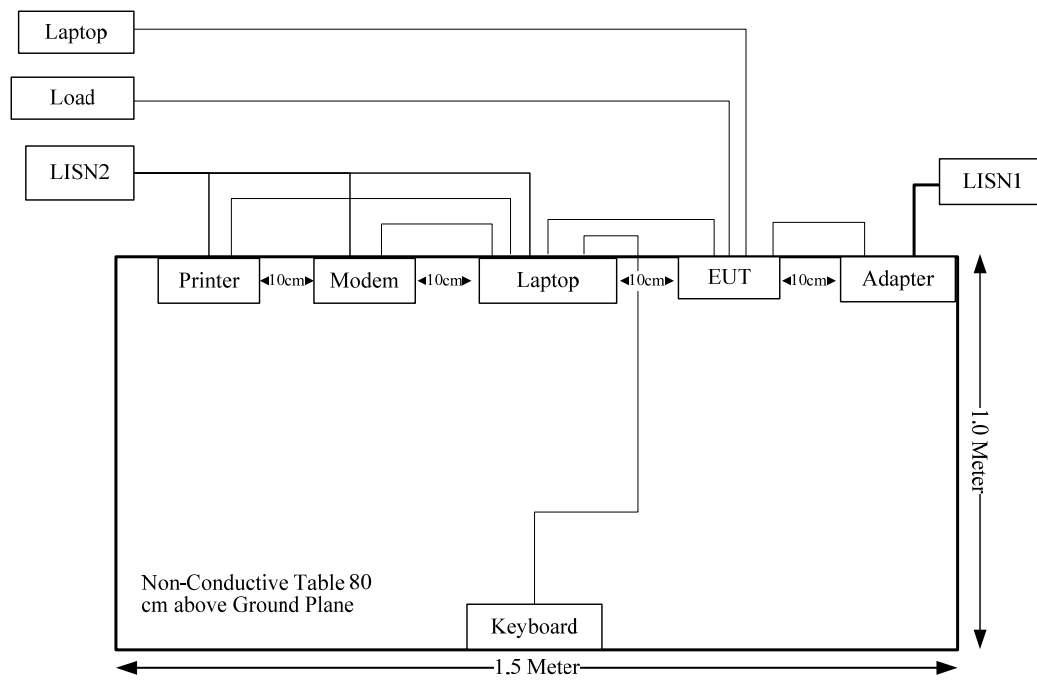 Laptop
Load
LISN2
LISN1
Printer
10cm
Modem
10cm
Laptop
10cm
EUT
10cm
Adapter
1.0 Meter
Non-Conductive Table 80
cm above Ground Plane
Keyboard
1.5 Meter